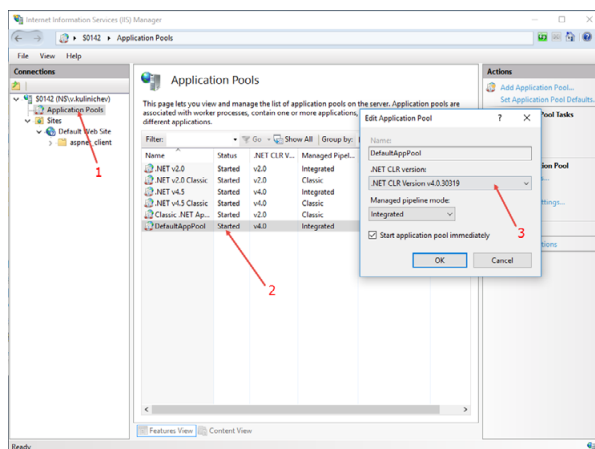 Internet Information Services (IIS) Manager
S0142 ▸ Application Pools
File View Help
Connections
S0142 (NS\v.kulinichev)
Application Pools
Sites
Default Web Site
aspnet_client
1
Application Pools
This page lets you view and manage the list of application pools on the server. Application pools are
associated with worker processes, contain one or more applications,
different applications.
Filter: Go Show All Group by:
Name Status .NET CLR V... Managed Pipel...
.NET v2.0 Started v2.0 Integrated
.NET v2.0 Classic Started v2.0 Classic
.NET v4.5 Started v4.0 Integrated
.NET v4.5 Classic Started v4.0 Classic
Classic .NET Ap... Started v2.0 Classic
DefaultAppPool Started v4.0 Integrated
2
Edit Application Pool ? X
Name:
DefaultAppPool
.NET CLR version:
.NET CLR Version v4.0.30319
Managed pipeline mode:
Integrated
Start application pool immediately
OK Cancel
3
Actions
Add Application Pool...
Set Application Pool Defaults...
Pool Tasks
ion Pool
ttings...
tions
Features View Content View
Ready